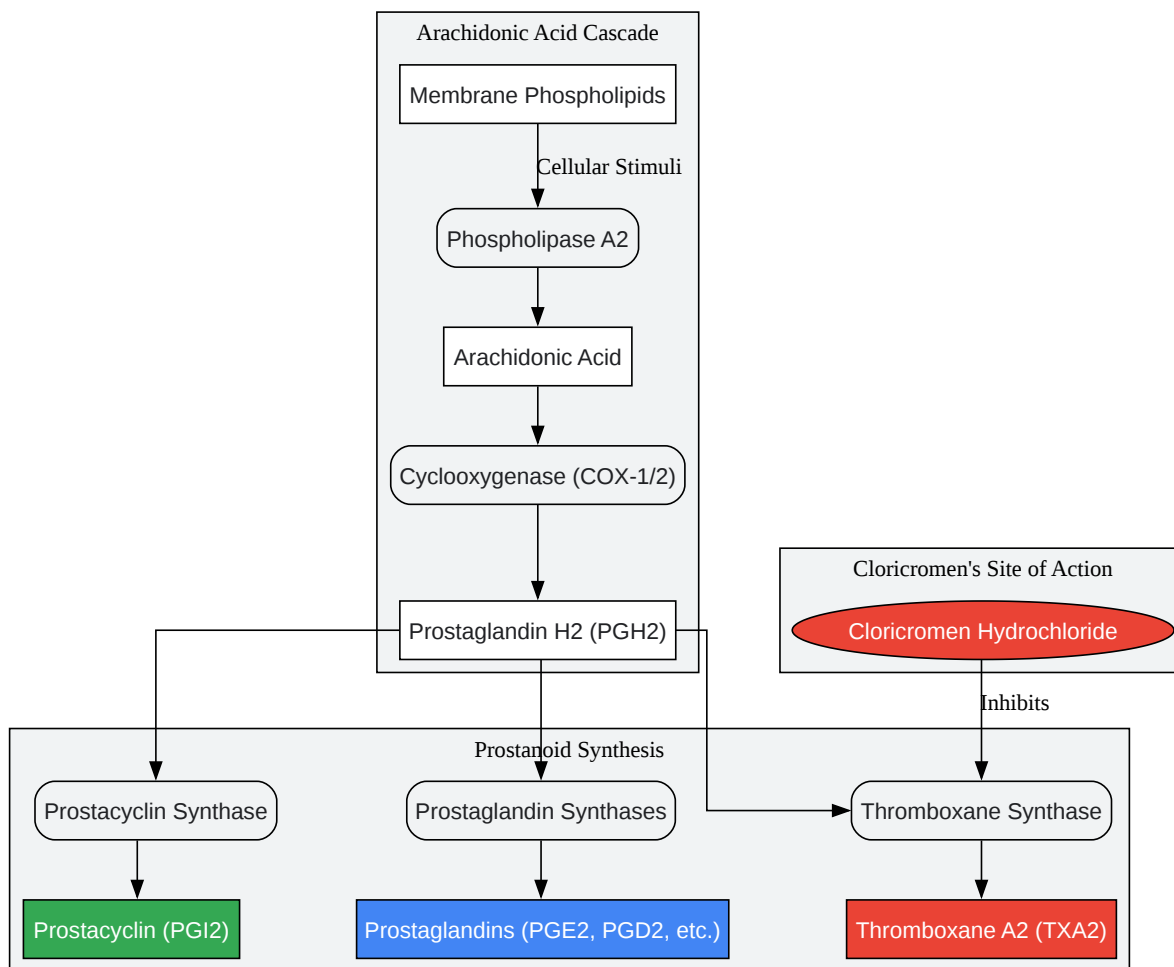 Arachidonic Acid Cascade
Membrane Phospholipids
Cellular Stimuli
Phospholipase A2
Arachidonic Acid
Cyclooxygenase (COX-1/2)
Prostaglandin H2 (PGH2)
Cloricromen's Site of Action
Cloricromen Hydrochloride
Inhibits
Prostanoid Synthesis
Prostacyclin Synthase
Prostaglandin Synthases
Thromboxane Synthase
Prostacyclin (PGI2)
Prostaglandins (PGE2, PGD2, etc.)
Thromboxane A2 (TXA2)